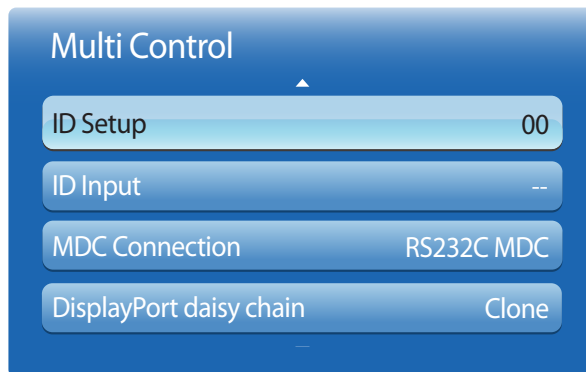 Multi Control
ID Setup 00
ID Input --
MDC Connection RS232C MDC
DisplayPort daisy chain Clone